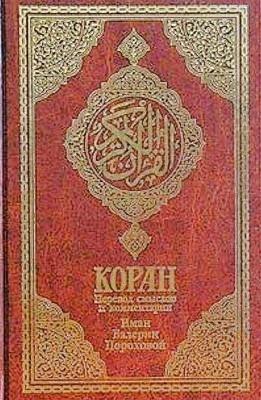 القرآن الكريم
КОРАН
Перевод смыслов
и комментарии
Иман
Валерии
Пороховой